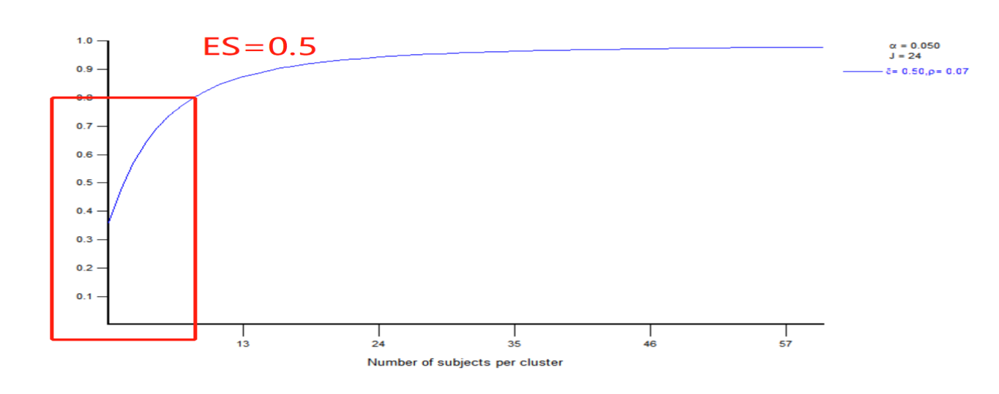 ES=0.5
1.0
0.9
0.8
0.7
0.6
0.5
0.4
0.3
0.2
0.1
13 24 35 46 57
Number of subjects per cluster
α = 0.050
J = 24
δ= 0.50,ρ= 0.07